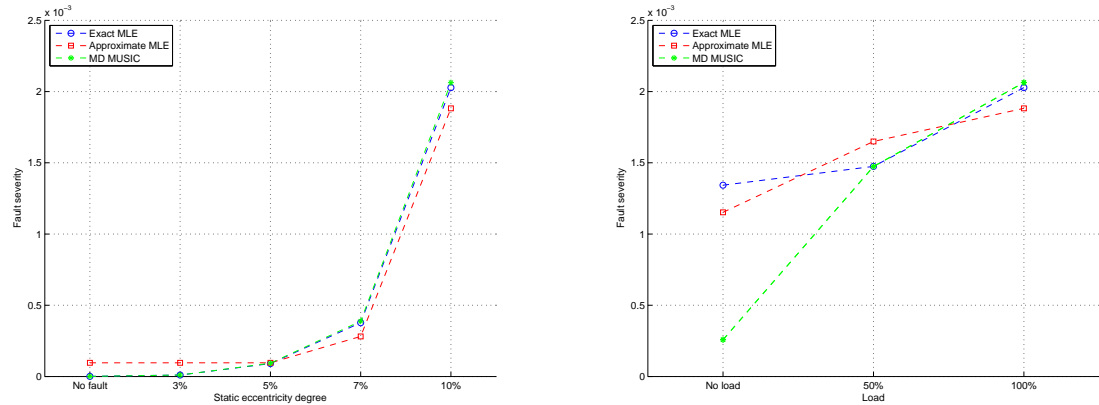 x 10⁻³
2.5
2
1.5
1
0.5
0
Fault severity
Exact MLE
Approximate MLE
MD MUSIC
No fault 3% 5% 7% 10%
Static eccentricity degree
x 10⁻³
2.5
2
1.5
1
0.5
0
Fault severity
Exact MLE
Approximate MLE
MD MUSIC
No load 50% 100%
Load